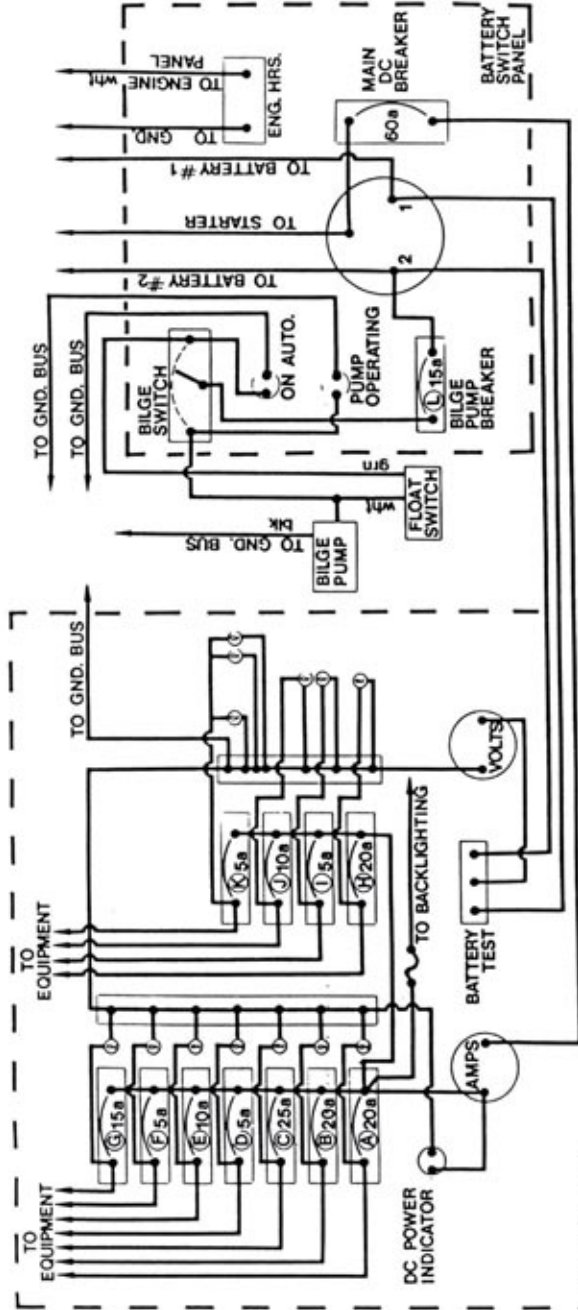 TO
EQUIPMENT
G 15a
F 5a
E 10a
D 5a
C 25a
B 20a
A 20a
DC POWER
INDICATOR
AMPS
TO
EQUIPMENT
K 5a
J 10a
I 5a
H 20a
TO BACKLIGHTING
BATTERY
TEST
VOLTS
TO GND. BUS
TO GND. BUS
blk
BILGE
PUMP
wht
grn
FLOAT
SWITCH
TO GND. BUS
TO GND. BUS
BILGE
SWITCH
ON AUTO.
PUMP
OPERATING
L 15a
BILGE
PUMP
BREAKER
TO BATTERY #2
TO STARTER
TO BATTERY #1
2
1
TO GND.
TO ENGINE
PANEL
wht
ENG. HRS.
MAIN
DC
BREAKER
60a
BATTERY
SWITCH
PANEL